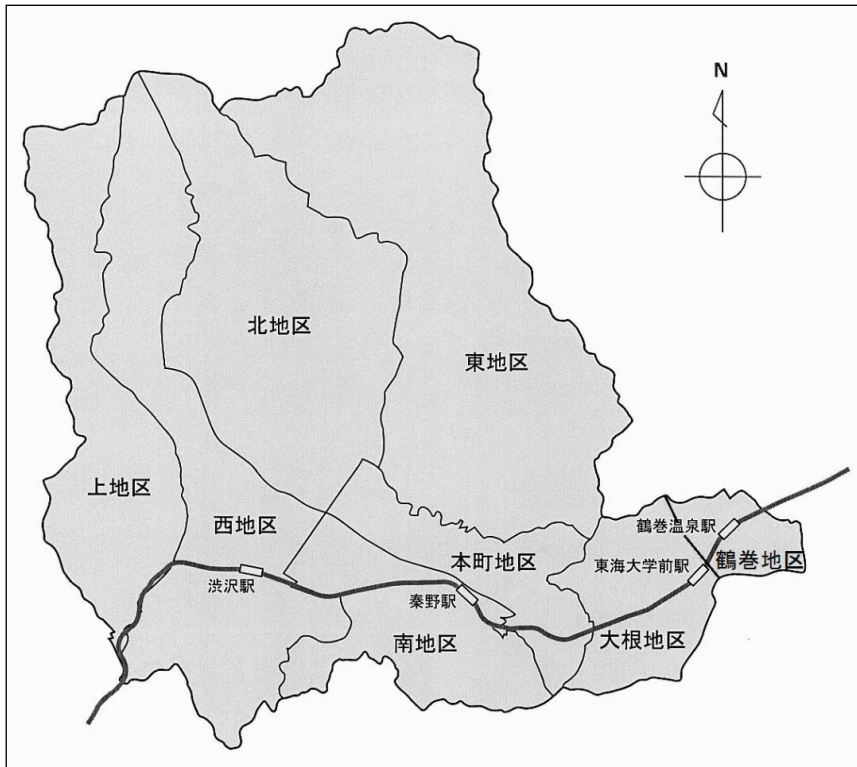 N
北地区
東地区
上地区
西地区
鶴巻温泉駅
本町地区
東海大学前駅
鶴巻地区
渋沢駅
秦野駅
南地区
大根地区